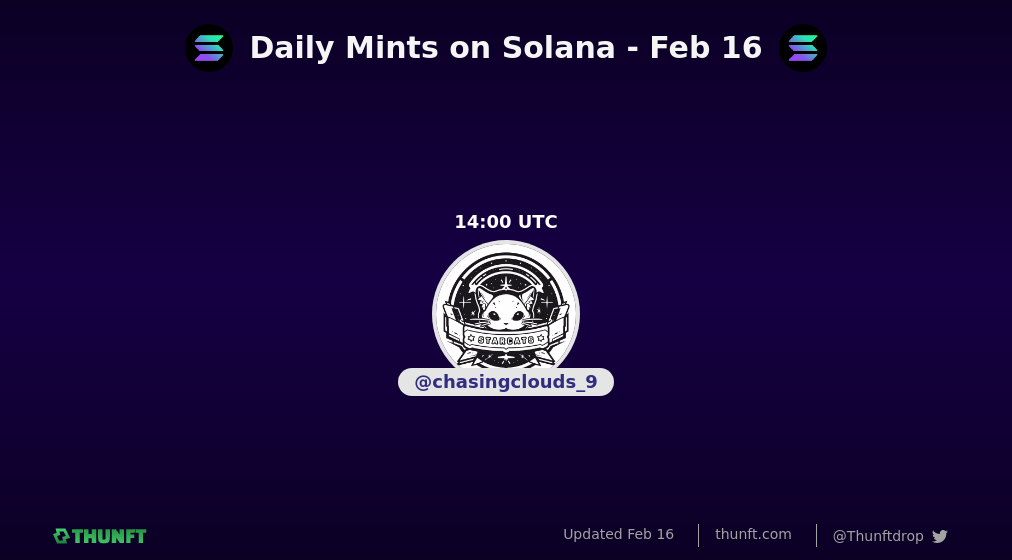 Daily Mints on Solana - Feb 16
14:00 UTC
STARCATS
@chasingclouds_9
THUNFT
Updated Feb 16
thunft.com
@Thunftdrop